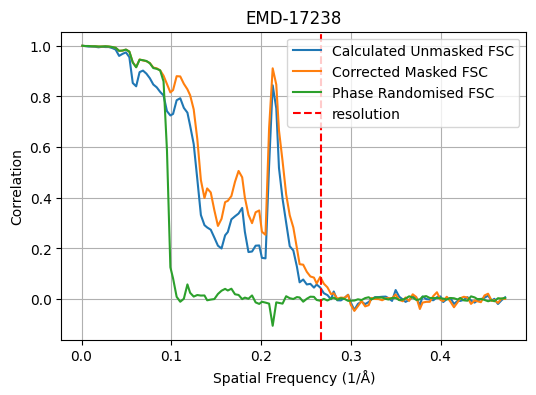 EMD-17238
Calculated Unmasked FSC
Corrected Masked FSC
Phase Randomised FSC
resolution
Correlation
1.0
0.8
0.6
0.4
0.2
0.0
0.0
0.1
0.2
0.3
0.4
Spatial Frequency (1/Å)